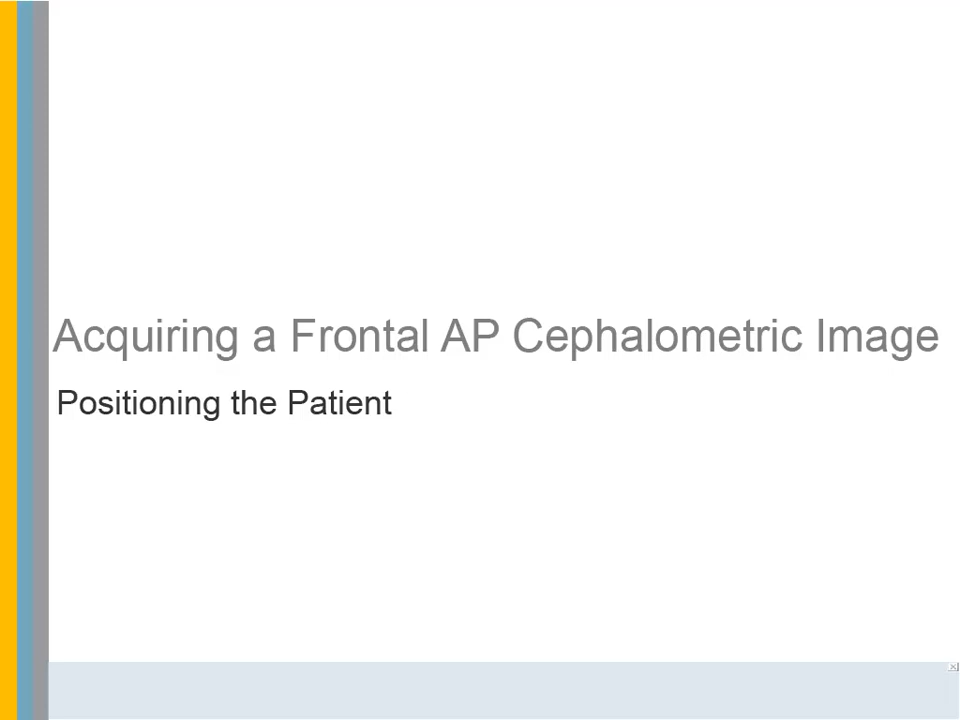 Acquiring a Frontal AP Cephalometric Image
Positioning the Patient